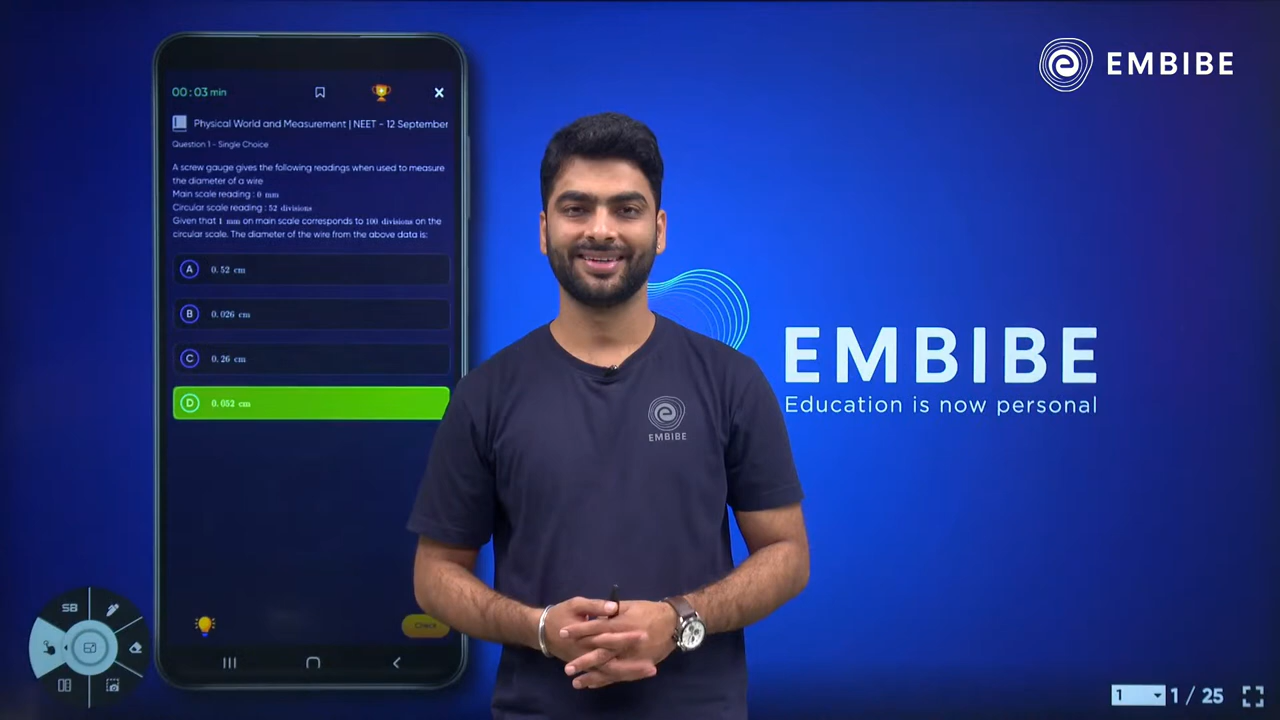 00:03 min
Physical World and Measurement | NEET - 12 September
Question 1 - Single Choice
A screw gauge gives the following readings when used to measure
the diameter of a wire
Main scale reading : 0 mm
Circular scale reading : 52 divisions
Given that 1 mm on main scale corresponds to 100 divisions on the
circular scale. The diameter of the wire from the above data is:
A 0.52 cm
B 0.026 cm
C 0.26 cm
D 0.052 cm
Check
SB
EMBIBE
EMBIBE
Education is now personal
e
EMBIBE
1 1 / 25